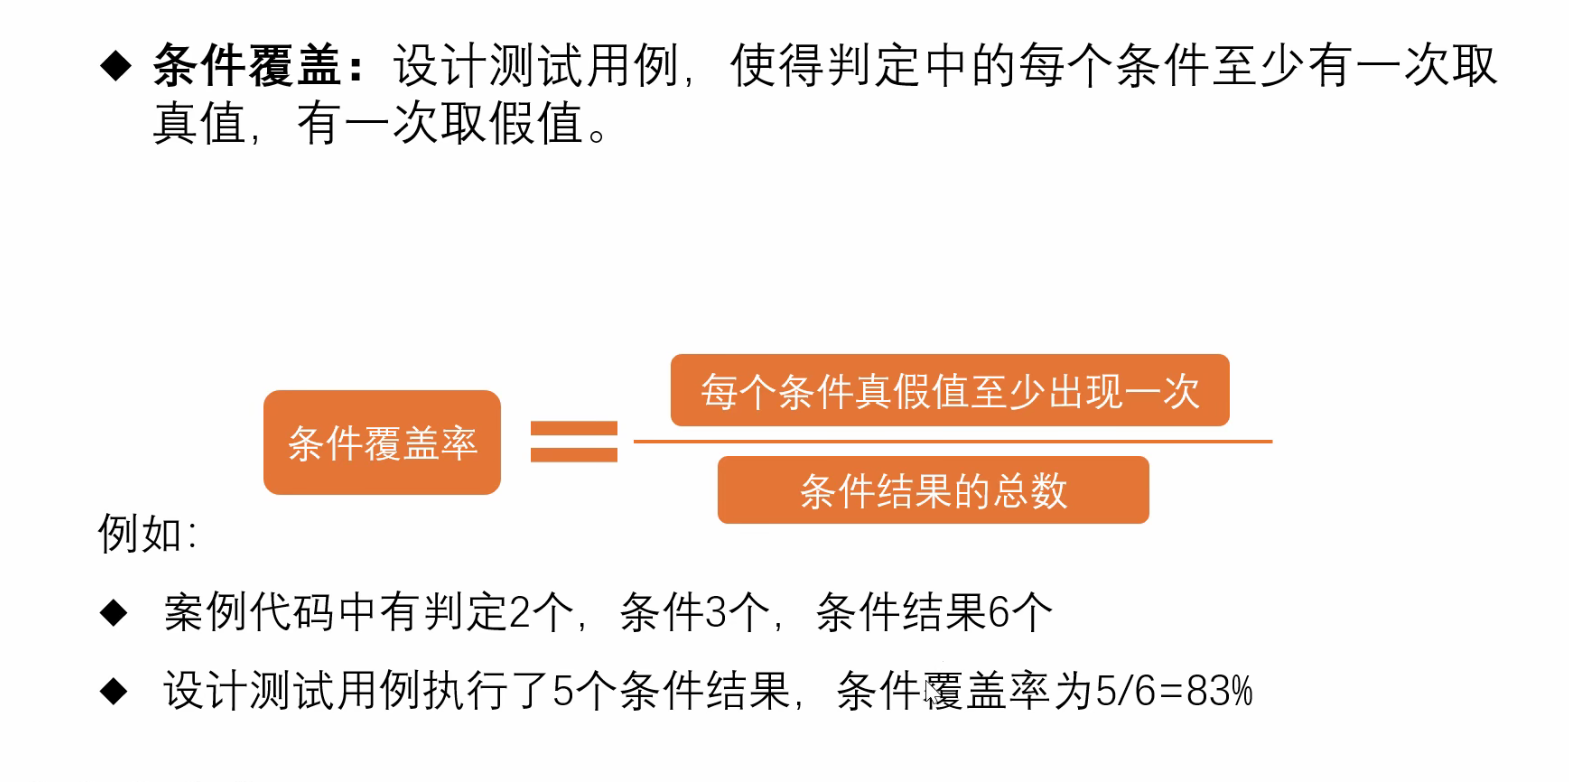 ◆ 条件覆盖：设计测试用例，使得判定中的每个条件至少有一次取
真值，有一次取假值。
每个条件真假值至少出现一次
条件覆盖率
条件结果的总数
例如：
◆ 案例代码中有判定2个，条件3个，条件结果6个
◆ 设计测试用例执行了5个条件结果，条件覆盖率为5/6=83%